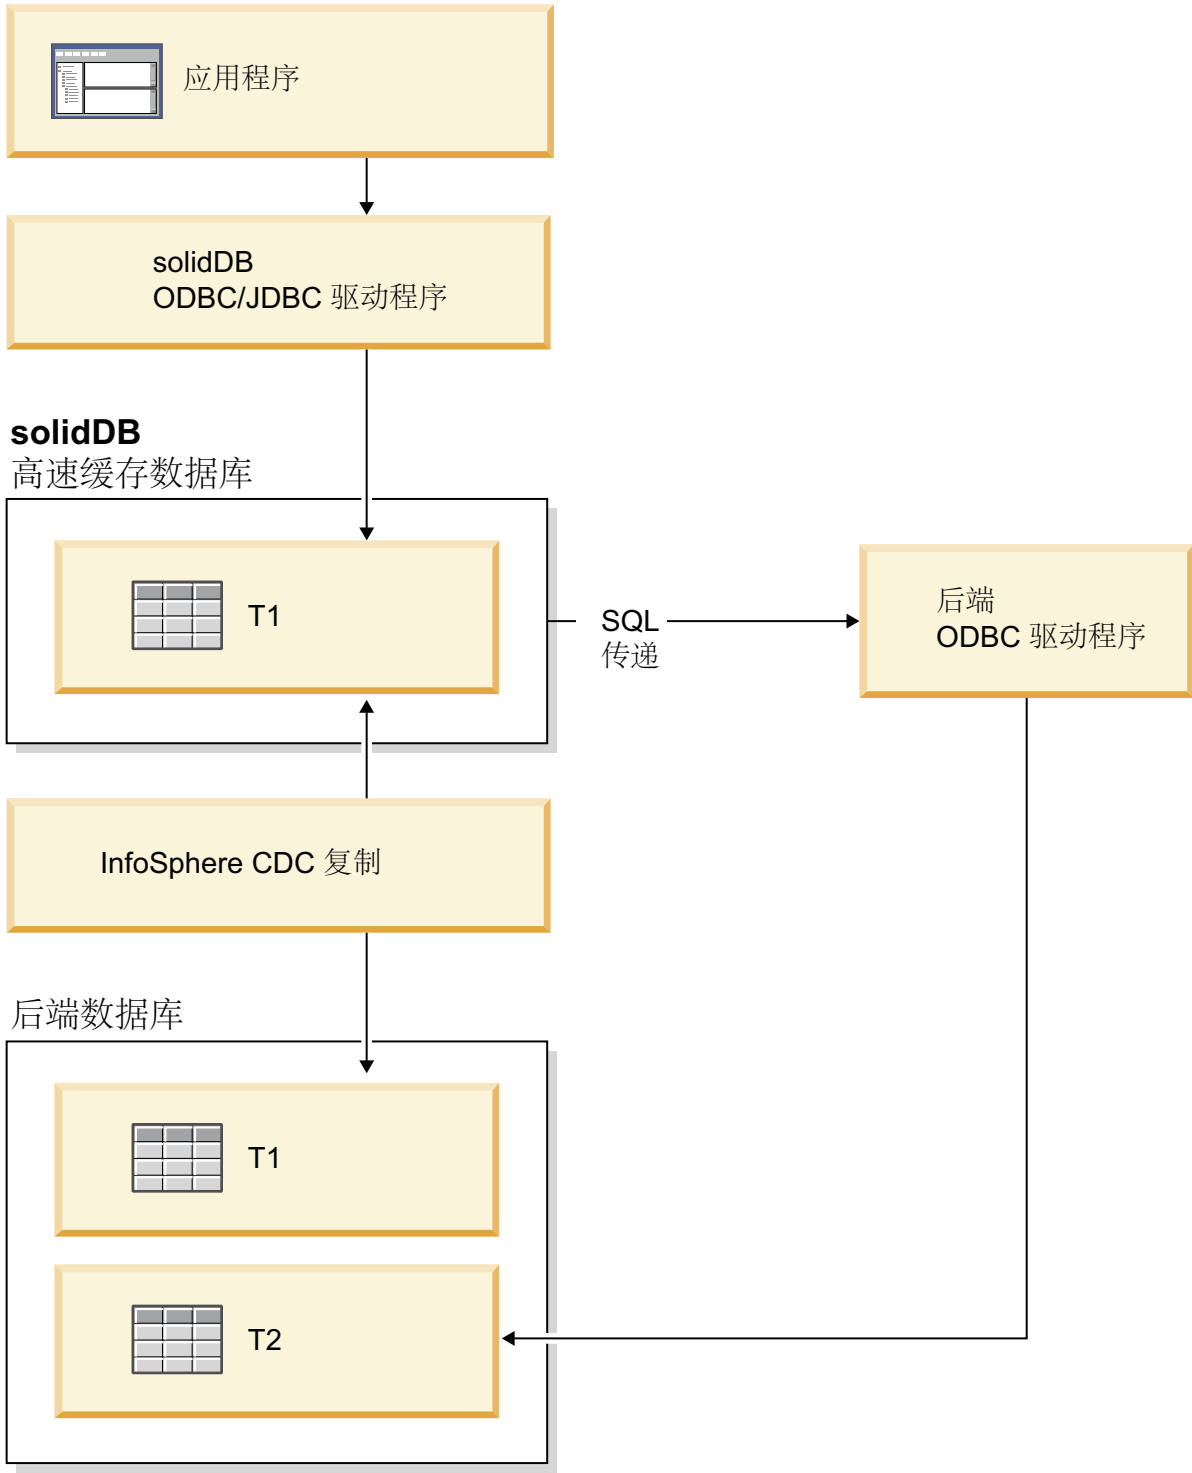 应用程序
solidDB
ODBC/JDBC 驱动程序
solidDB
高速缓存数据库
T1
SQL
传递
后端
ODBC 驱动程序
InfoSphere CDC 复制
后端数据库
T1
T2